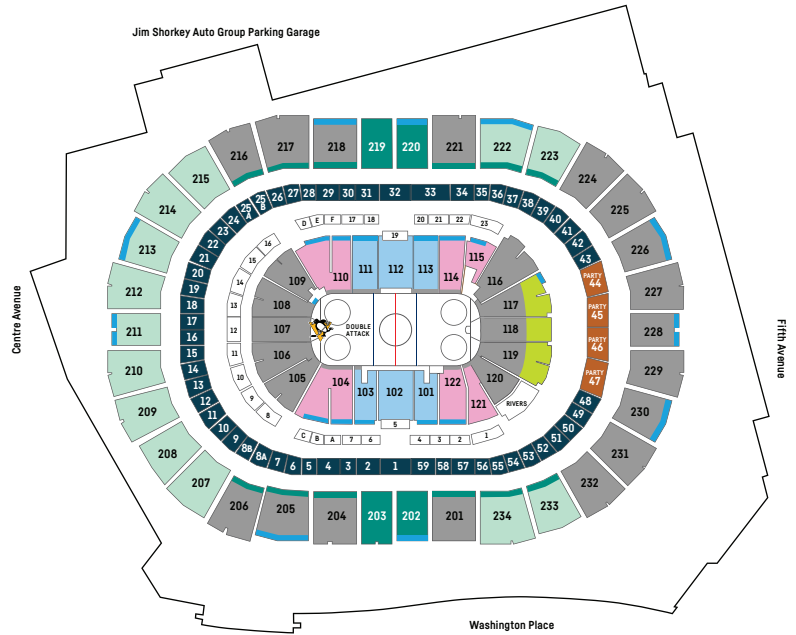 Jim Shorkey Auto Group Parking Garage
216 217 218 219 220 221 222 223
215 224
214 225
213 226
212 227
211 228
210 229
209 230
208 231
207 232
206 205 204 203 202 201 234 233
25 A 25 B 26 27 28 29 30 31 32 33 34 35 36 37 38 39 40 41 42 43
24 23 22 21 20 19 18 17 16 15 14 13 12 11 10 9 8B 8A
PARTY 44
PARTY 45
PARTY 46
PARTY 47
7 6 5 4 3 2 1 59 58 57 56 55 54 53 52 51 50 49 48
D E F 17 18 19 20 21 22 23
16 15 14 13 12 11 10 9 8
C B A 7 6 5 4 3 2 1
109 110 111 112 113 114 115 116
108 117
107 118
106 119
105 104 103 102 101 122 121 120
DOUBLE
ATTACK
RIVERS
Centre Avenue
Fifth Avenue
Washington Place